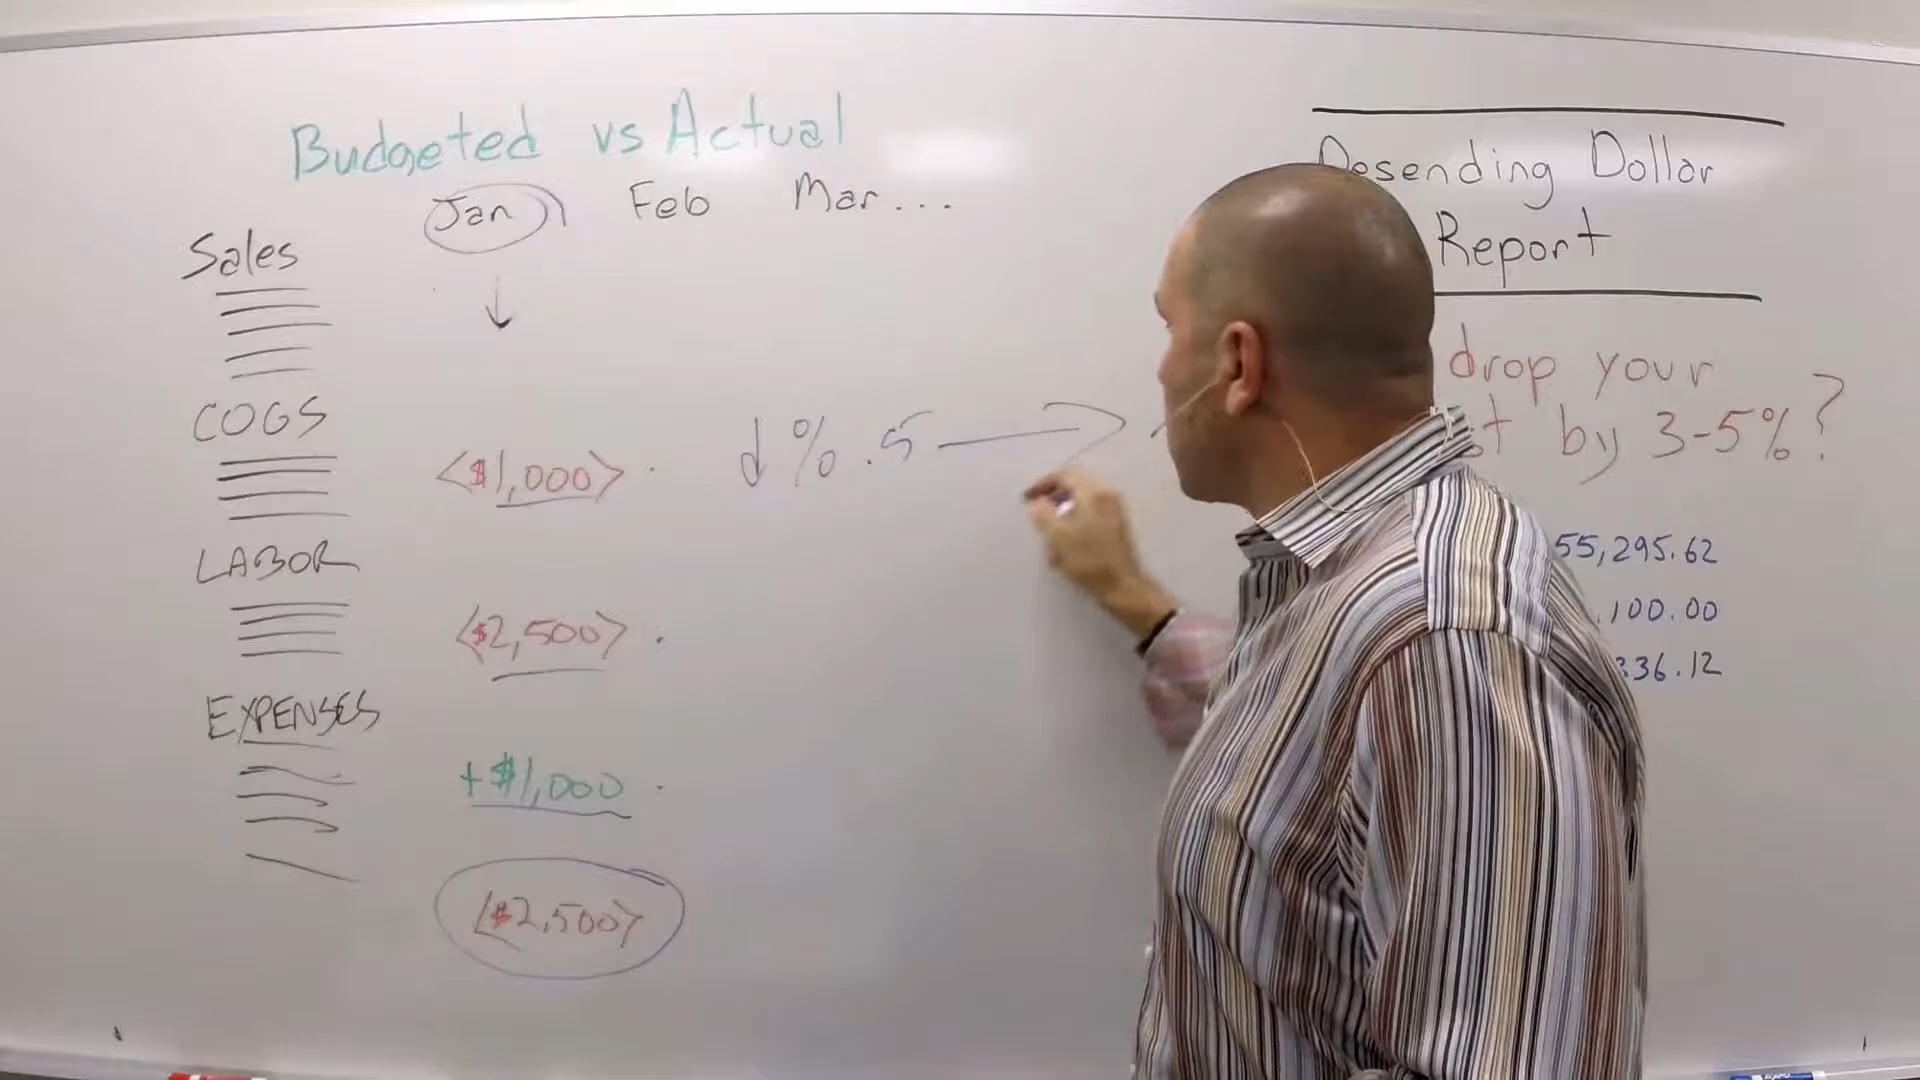 Budgeted vs Actual
Jan Feb Mar...
Sales
COGS
<$1,000>
d % .5
LABOR
<$2,500>
EXPENSES
+$1,000
<$2,500>
Desending Dollar
Report
drop your
by 3-5%?
55,295.62
,100.00
336.12